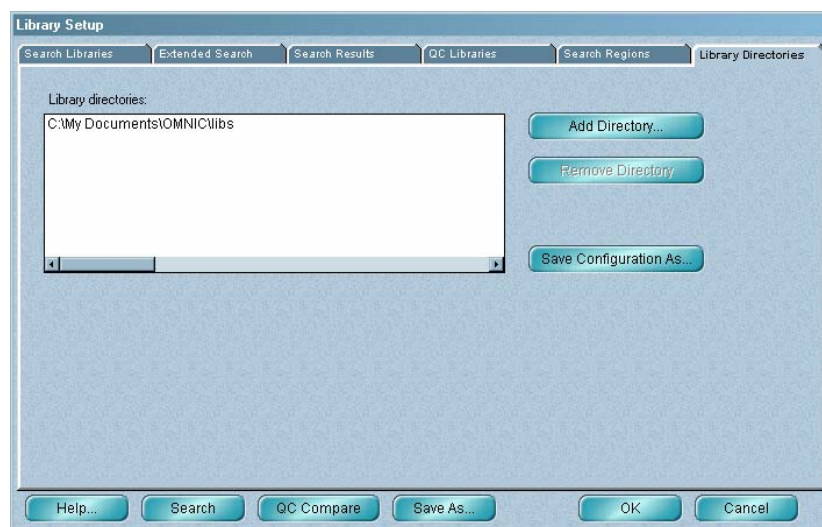 Library Setup
Search Libraries Extended Search Search Results QC Libraries Search Regions Library Directories
Library directories:
C:\My Documents\OMNIC\libs
Add Directory...
Remove Directory
Save Configuration As...
Help... Search QC Compare Save As... OK Cancel